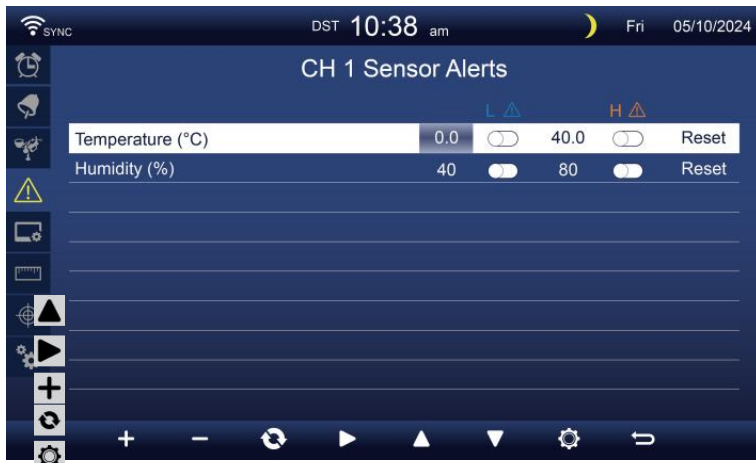 SYNC DST 10:38 am Fri 05/10/2024
CH 1 Sensor Alerts
L H
Temperature (°C) 0.0 40.0 Reset
Humidity (%) 40 80 Reset